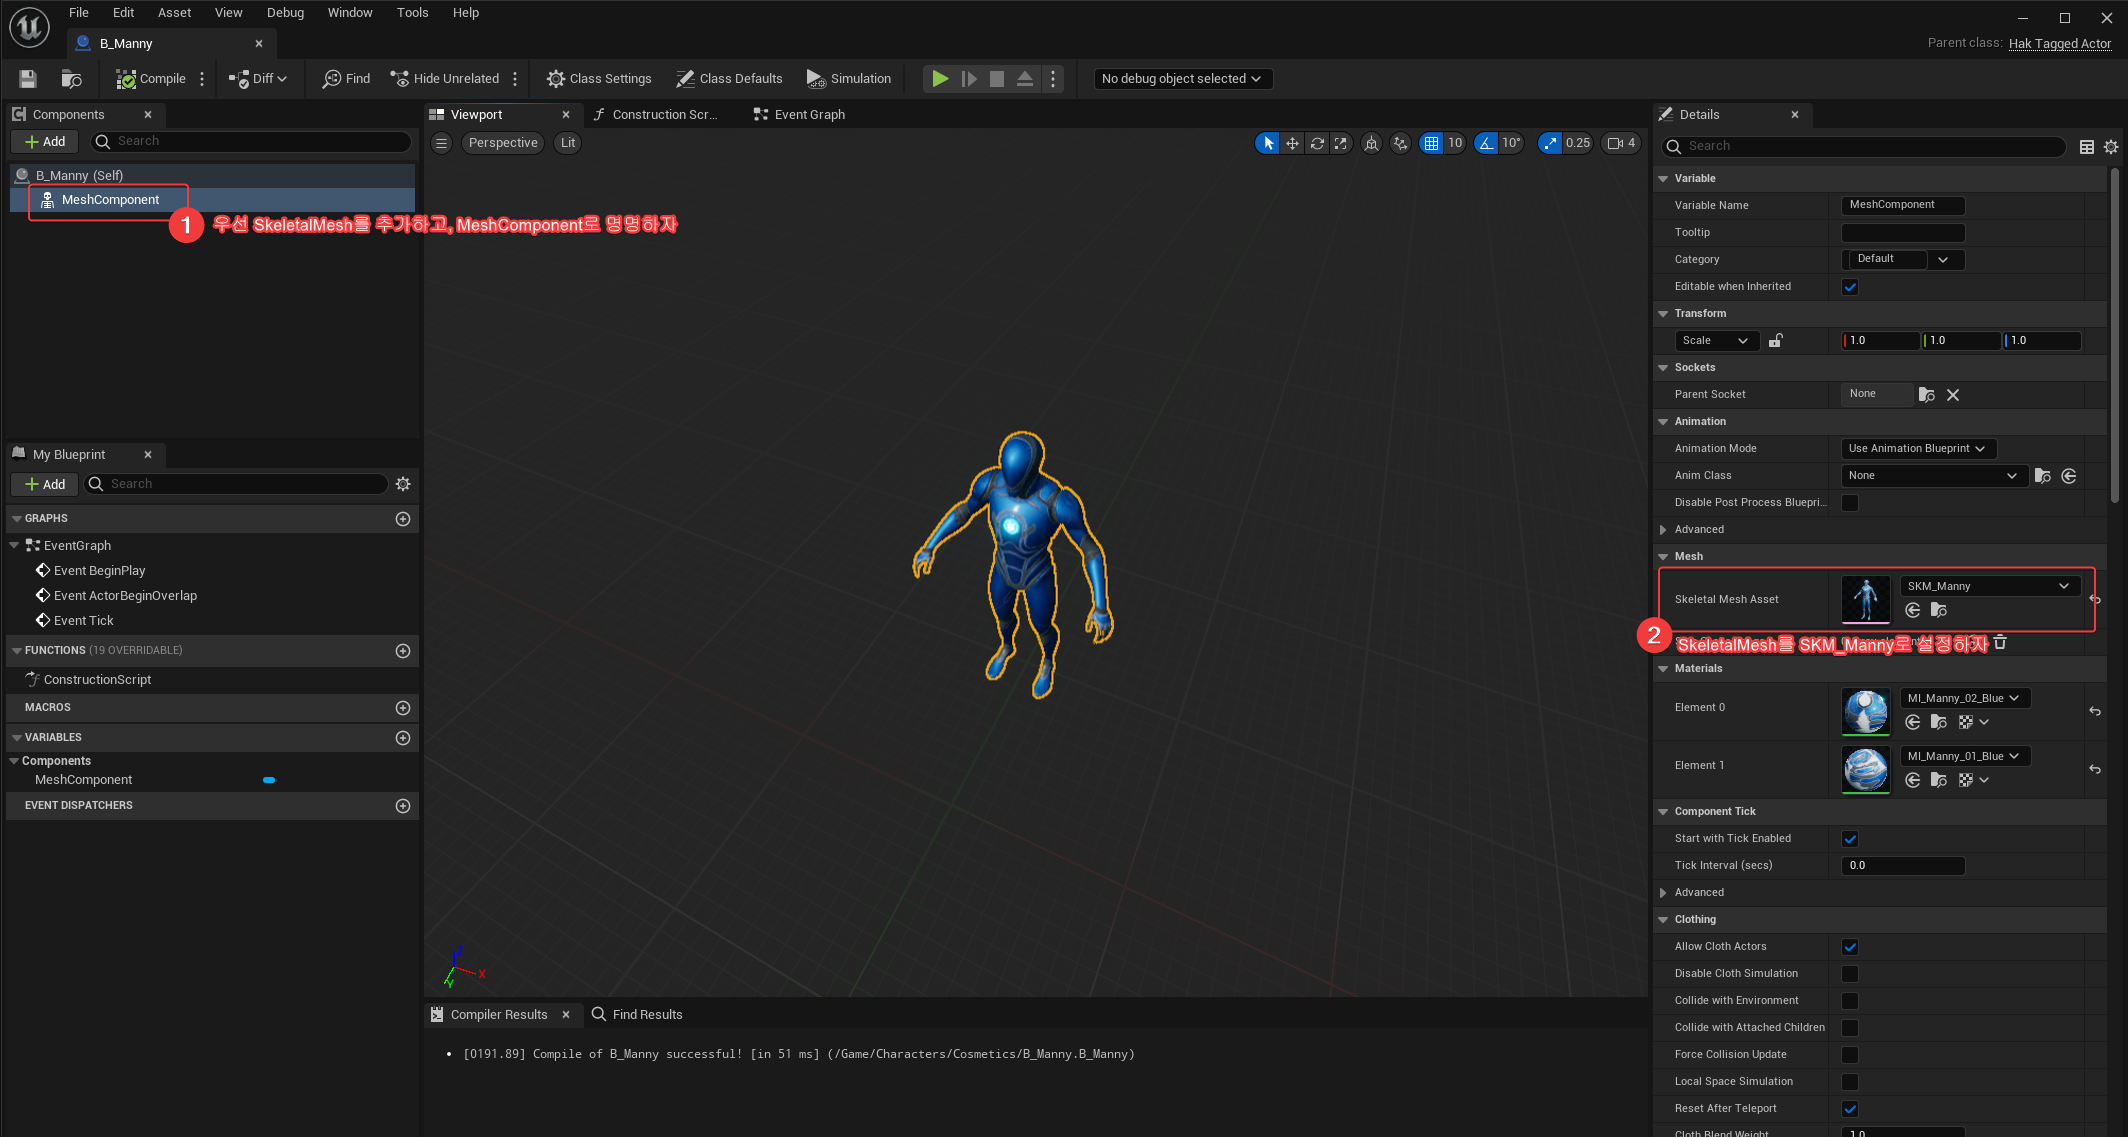 File Edit Asset View Debug Window Tools Help
B_Manny
Parent class: Hak Tagged Actor
Compile Diff Find Hide Unrelated Class Settings Class Defaults Simulation No debug object selected
Components
Add Search
B_Manny (Self)
MeshComponent
1 우선 SkeletalMesh를 추가하고, MeshComponent로 명명하자
My Blueprint
Add Search
GRAPHS
EventGraph
Event BeginPlay
Event ActorBeginOverlap
Event Tick
FUNCTIONS (19 OVERRIDABLE)
ConstructionScript
MACROS
VARIABLES
Components
MeshComponent
EVENT DISPATCHERS
Viewport Construction Scr... Event Graph
Perspective Lit 10 10° 0.25 4
Z
X
Y
Compiler Results Find Results
• [0191.89] Compile of B_Manny successful! [in 51 ms] (/Game/Characters/Cosmetics/B_Manny.B_Manny)
Details
Search
Variable
Variable Name MeshComponent
Tooltip
Category Default
Editable when Inherited
Transform
Scale 1.0 1.0 1.0
Sockets
Parent Socket None
Animation
Animation Mode Use Animation Blueprint
Anim Class None
Disable Post Process Bluepri...
Advanced
Mesh
Skeletal Mesh Asset SKM_Manny
2 SkeletalMesh를 SKM_Manny로 설정하자
Materials
Element 0 MI_Manny_02_Blue
Element 1 MI_Manny_01_Blue
Component Tick
Start with Tick Enabled
Tick Interval (secs) 0.0
Advanced
Clothing
Allow Cloth Actors
Disable Cloth Simulation
Collide with Environment
Collide with Attached Children
Force Collision Update
Local Space Simulation
Reset After Teleport
Cloth Blend Weight 1.0